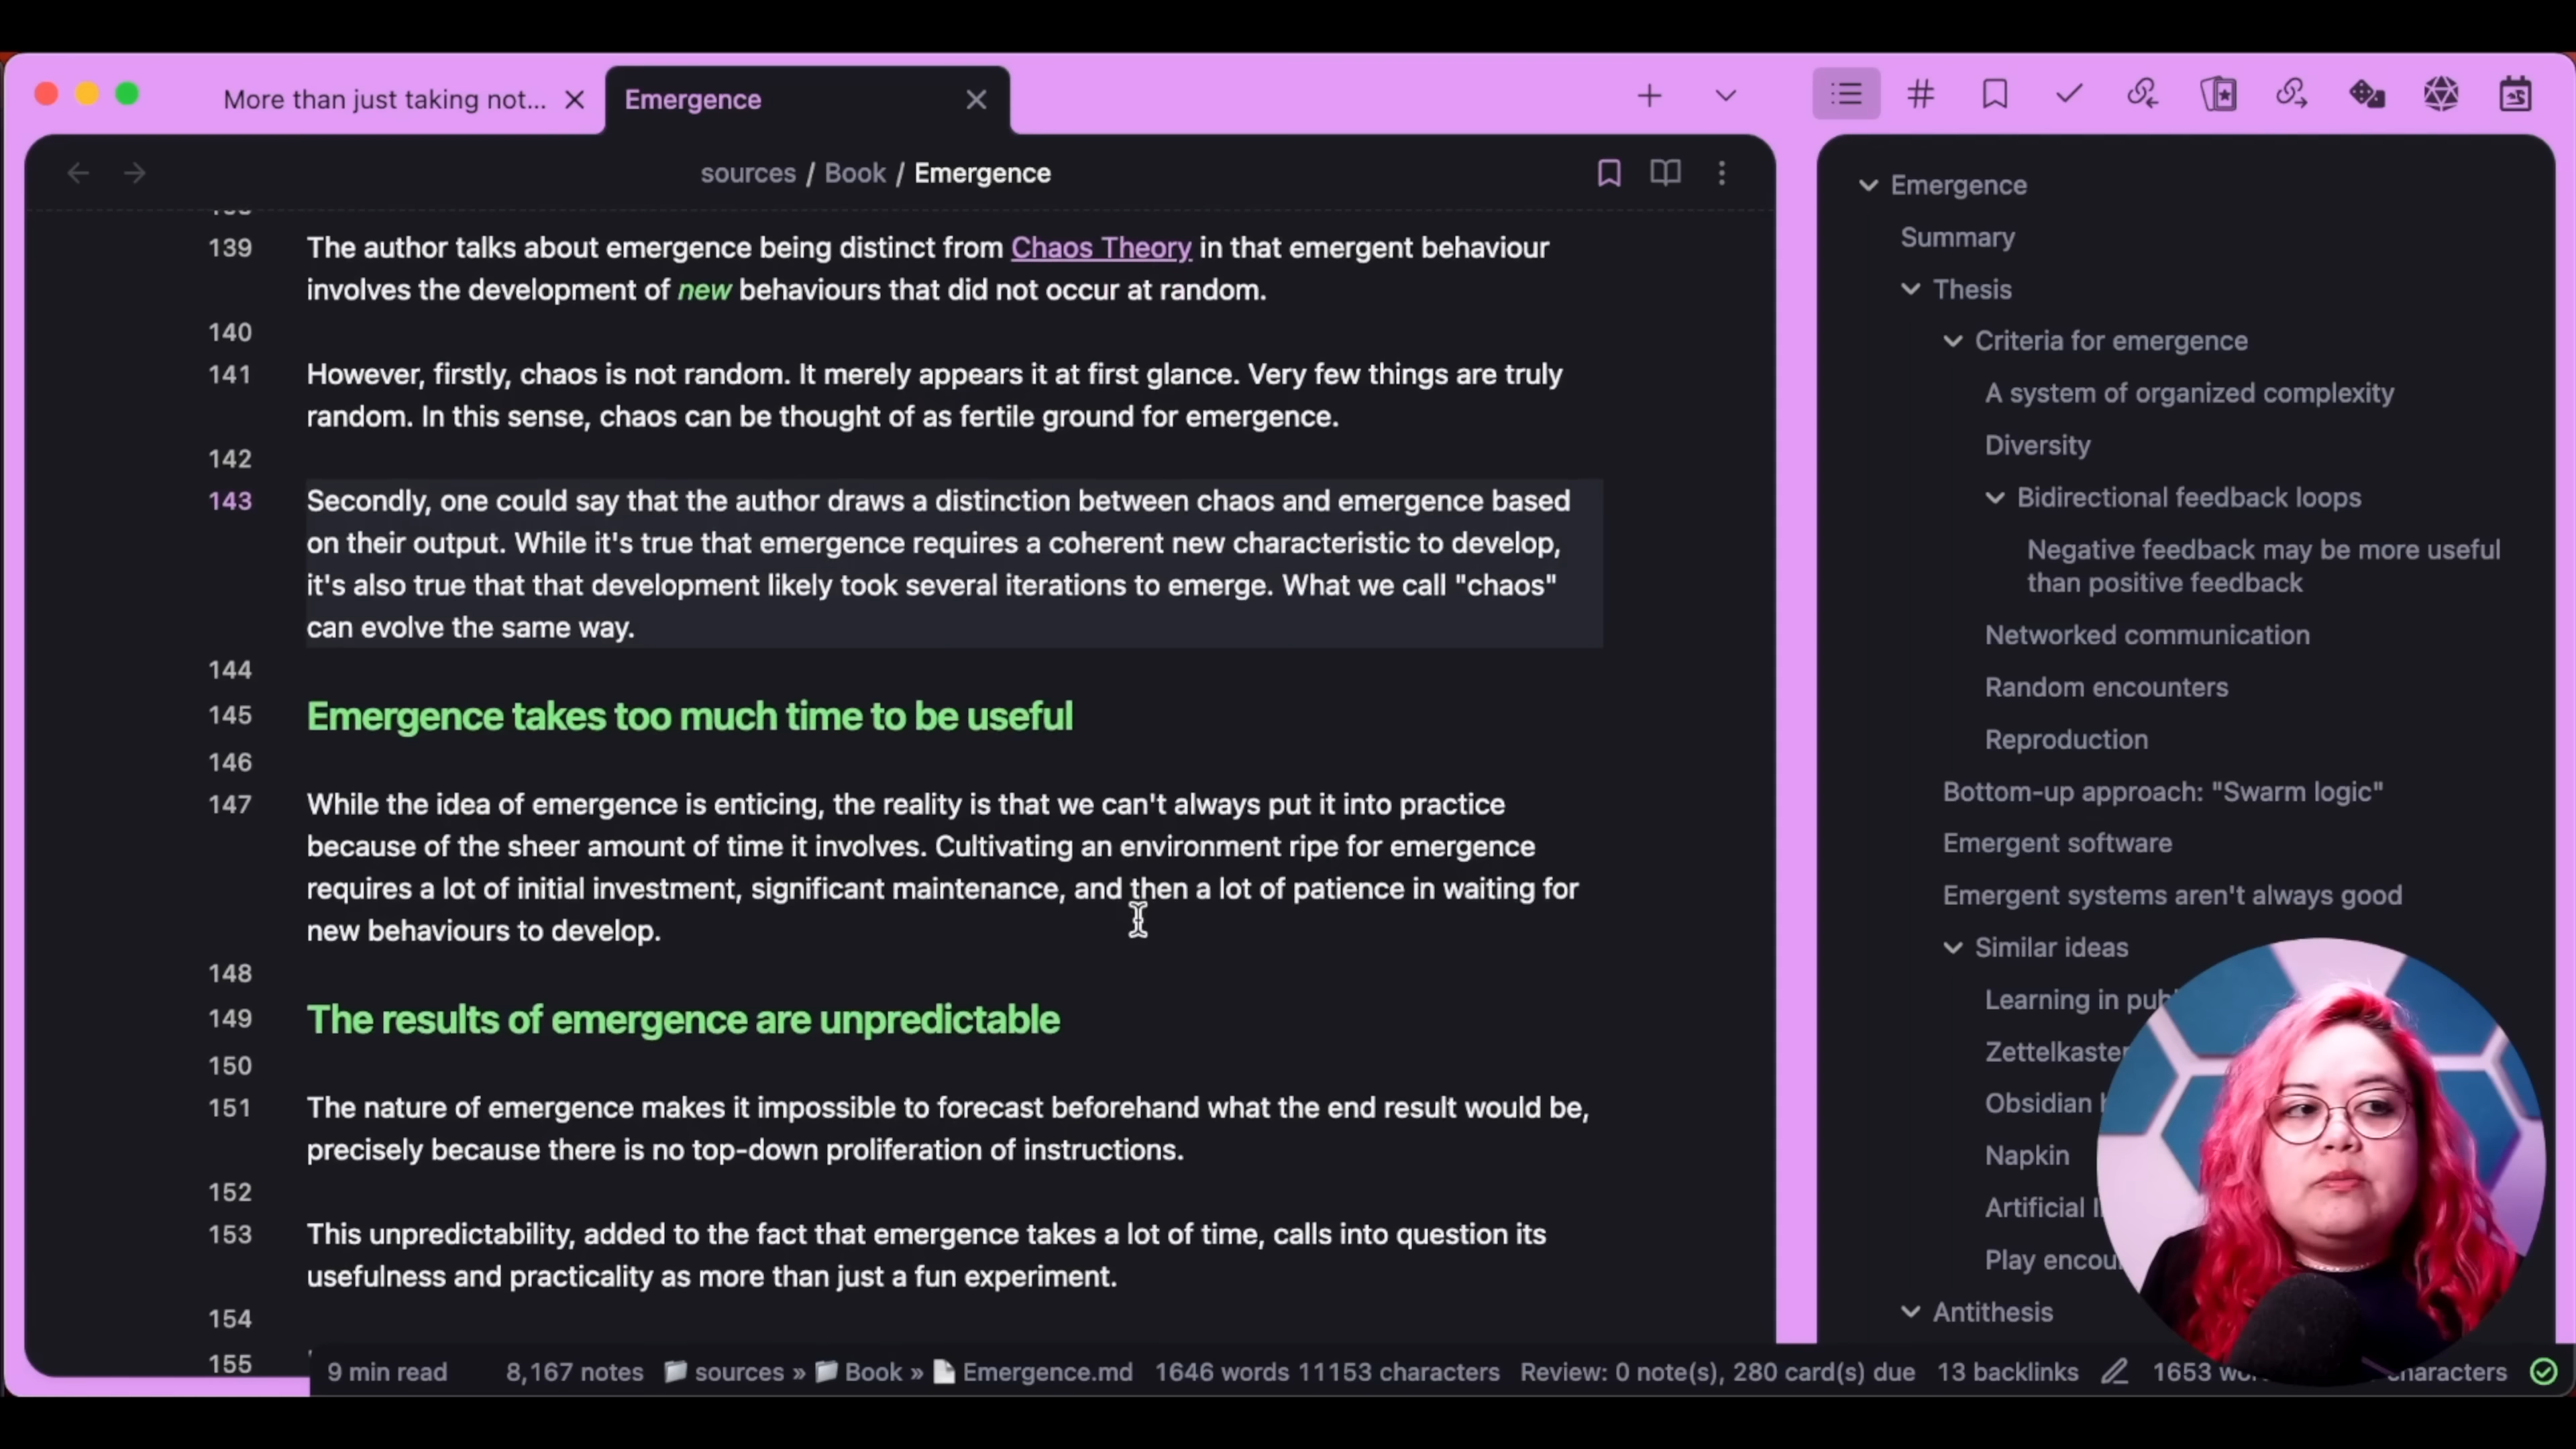 More than just taking not...
Emergence
sources / Book / Emergence
139 The author talks about emergence being distinct from Chaos Theory in that emergent behaviour
involves the development of new behaviours that did not occur at random.
140
141 However, firstly, chaos is not random. It merely appears it at first glance. Very few things are truly
random. In this sense, chaos can be thought of as fertile ground for emergence.
142
143 Secondly, one could say that the author draws a distinction between chaos and emergence based
on their output. While it's true that emergence requires a coherent new characteristic to develop,
it's also true that that development likely took several iterations to emerge. What we call "chaos"
can evolve the same way.
144
145 Emergence takes too much time to be useful
146
147 While the idea of emergence is enticing, the reality is that we can't always put it into practice
because of the sheer amount of time it involves. Cultivating an environment ripe for emergence
requires a lot of initial investment, significant maintenance, and then a lot of patience in waiting for
new behaviours to develop.
148
149 The results of emergence are unpredictable
150
151 The nature of emergence makes it impossible to forecast beforehand what the end result would be,
precisely because there is no top-down proliferation of instructions.
152
153 This unpredictability, added to the fact that emergence takes a lot of time, calls into question its
usefulness and practicality as more than just a fun experiment.
154
155
Emergence
Summary
Thesis
Criteria for emergence
A system of organized complexity
Diversity
Bidirectional feedback loops
Negative feedback may be more useful
than positive feedback
Networked communication
Random encounters
Reproduction
Bottom-up approach: "Swarm logic"
Emergent software
Emergent systems aren't always good
Similar ideas
Learning in
Obsidian
Napkin
Play
Antithesis
9 min read 8,167 notes sources » Book » Emergence.md 1646 words 11153 characters Review: 0 note(s), 280 card(s) due 13 backlinks 1653